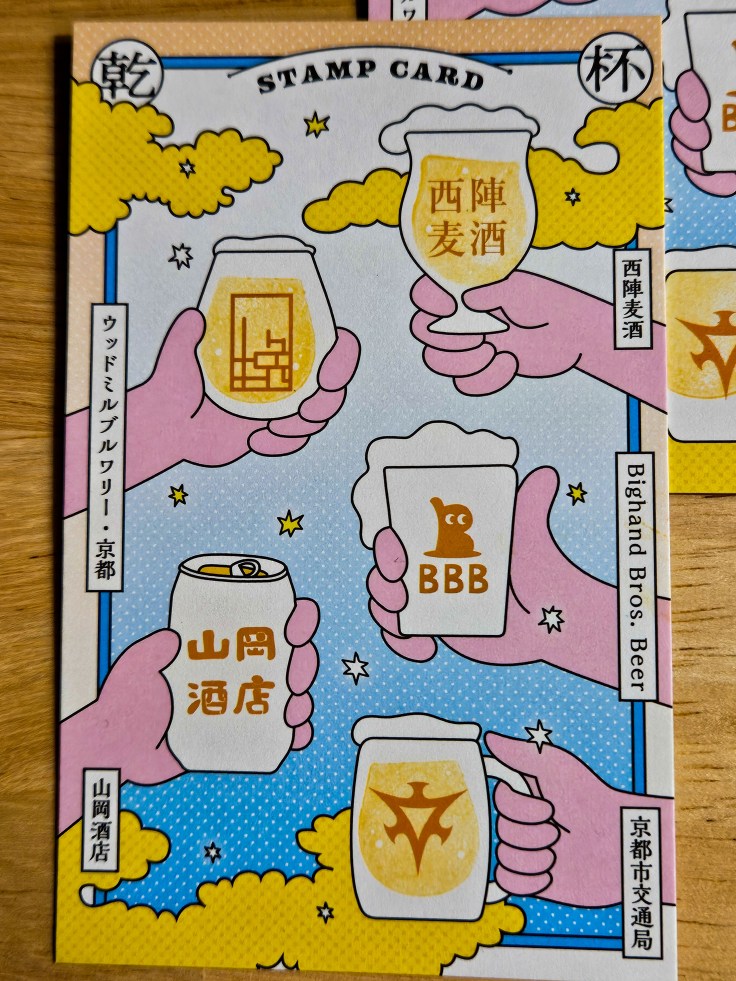 乾
STAMP CARD
杯
西陣
麦酒
西陣麦酒
ウッドミルブルワリー・京都
BBB
Bighand Bros. Beer
山岡
酒店
山岡酒店
京都市交通局